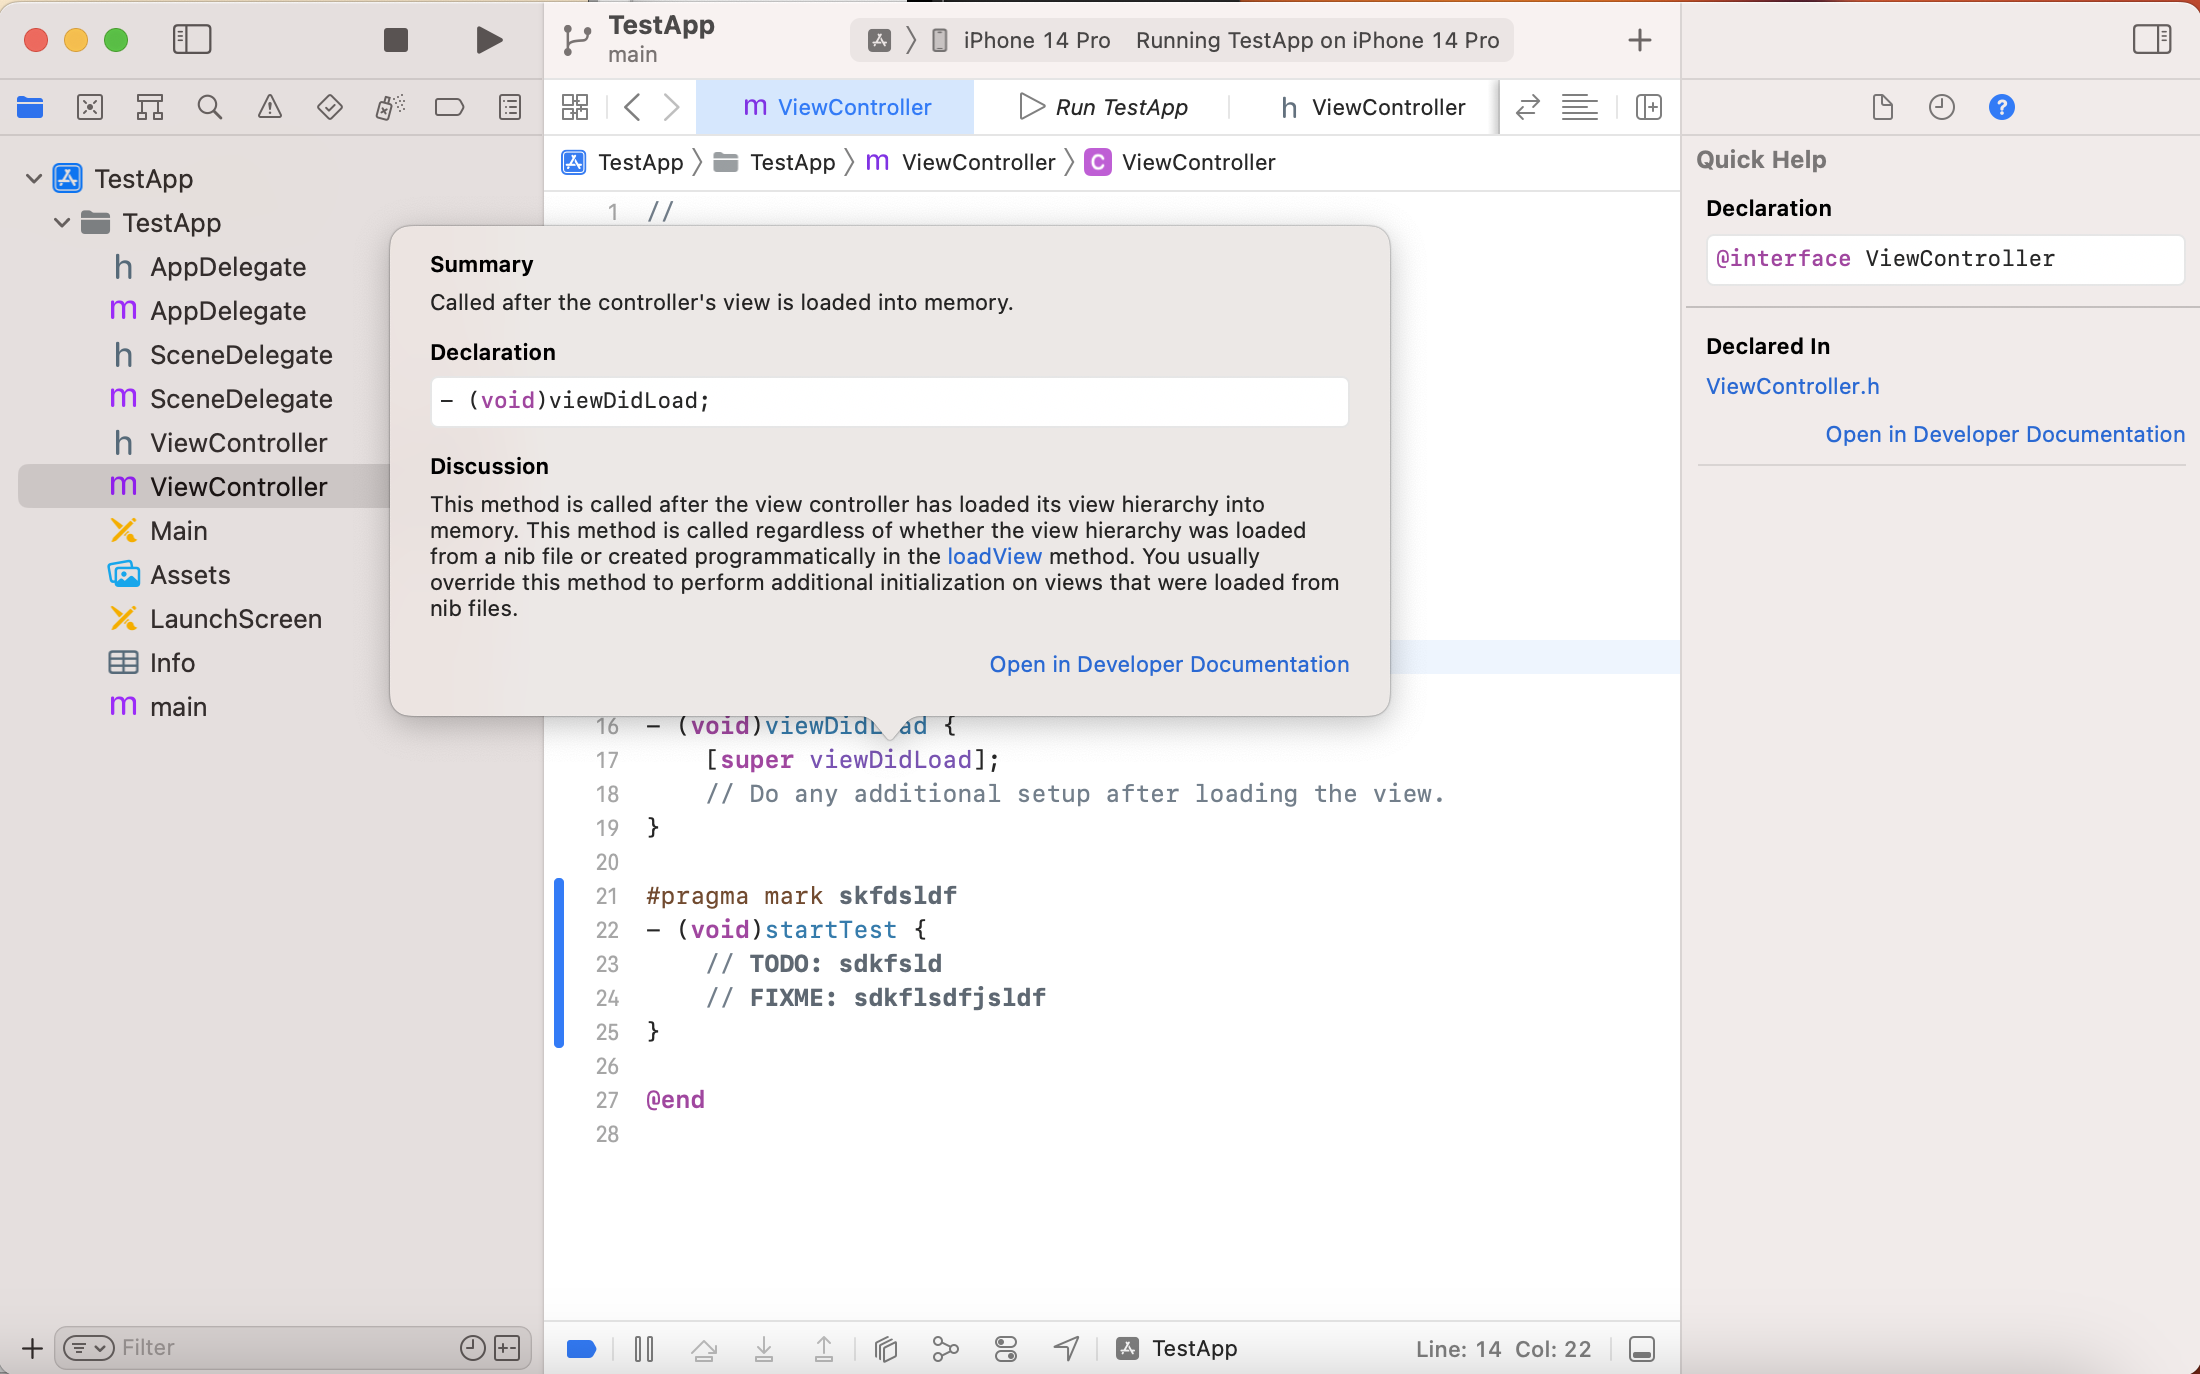 TestApp
main
iPhone 14 Pro Running TestApp on iPhone 14 Pro
m ViewController
Run TestApp
h ViewController
TestApp
TestApp
h AppDelegate
m AppDelegate
h SceneDelegate
m SceneDelegate
h ViewController
m ViewController
Main
Assets
LaunchScreen
Info
m main
Filter
TestApp TestApp m ViewController C ViewController
1 //
Summary
Called after the controller's view is loaded into memory.
Declaration
- (void)viewDidLoad;
Discussion
This method is called after the view controller has loaded its view hierarchy into
memory. This method is called regardless of whether the view hierarchy was loaded
from a nib file or created programmatically in the loadView method. You usually
override this method to perform additional initialization on views that were loaded from
nib files.
Open in Developer Documentation
16 - (void)viewDidLoad {
17 [super viewDidLoad];
18 // Do any additional setup after loading the view.
19 }
20
21 #pragma mark skfdsldf
22 - (void)startTest {
23 // TODO: sdkfsld
24 // FIXME: sdkflsdfjsldf
25 }
26
27 @end
28
TestApp
Line: 14 Col: 22
Quick Help
Declaration
@interface ViewController
Declared In
ViewController.h
Open in Developer Documentation